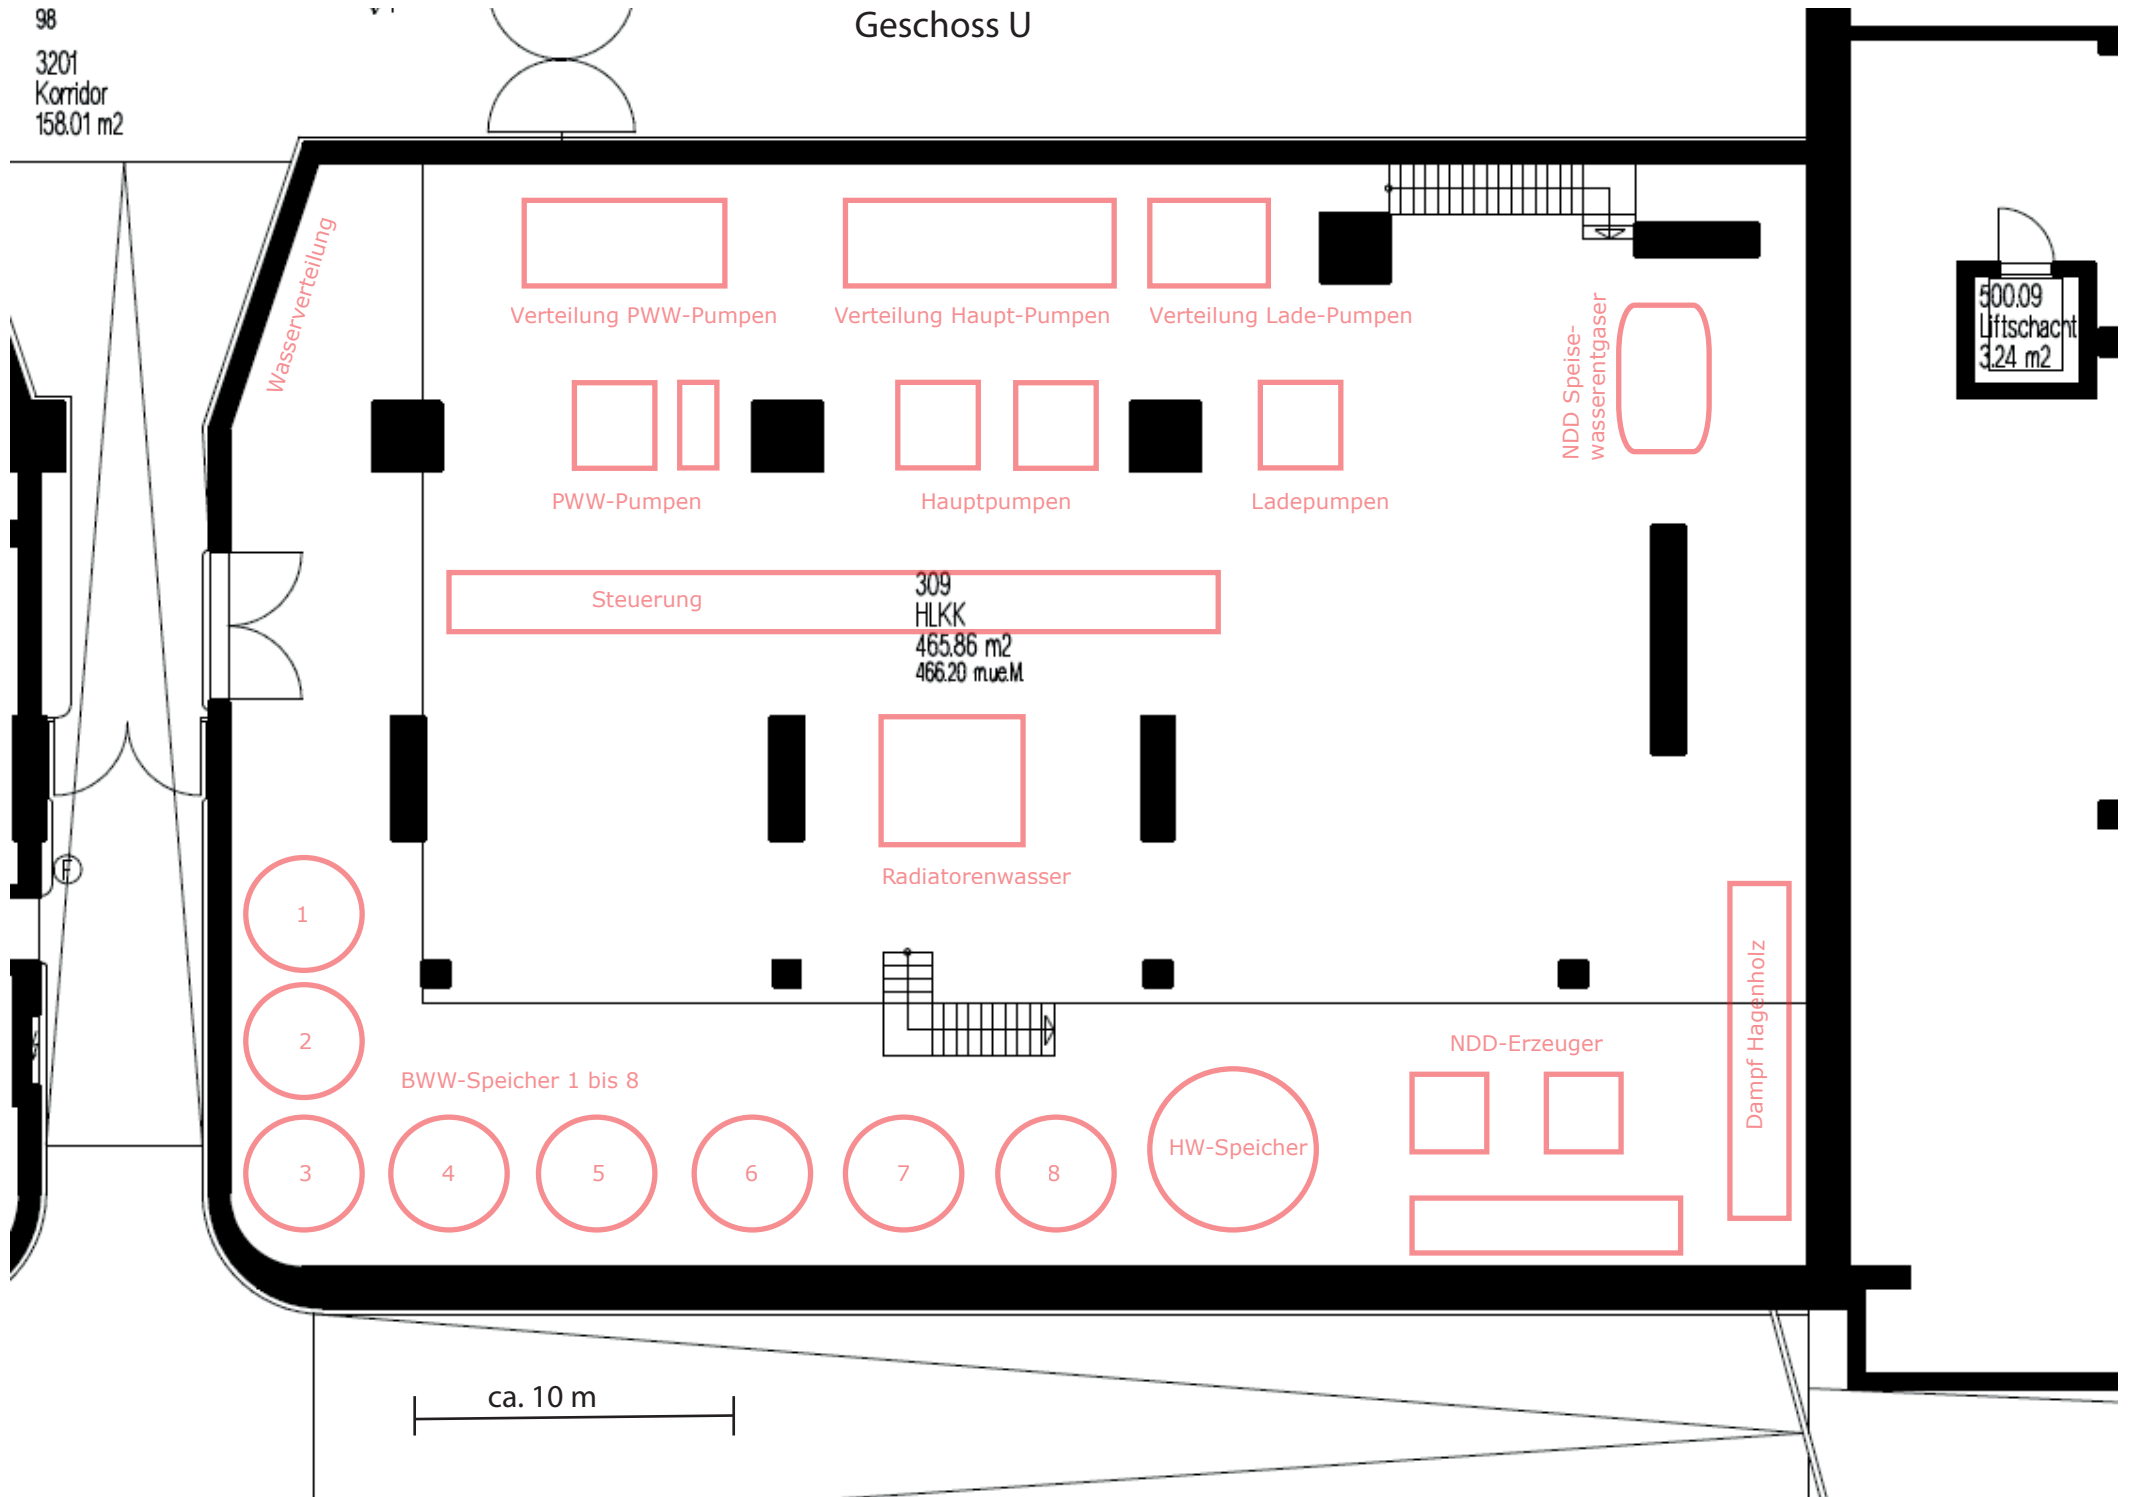 Geschoss U
98
3201
Korridor
158.01 m2
Wasserverteilung
Verteilung PWW-Pumpen
Verteilung Haupt-Pumpen
Verteilung Lade-Pumpen
NDD Speise-
wasserentgaser
500.09
Liftschacht
3.24 m2
PWW-Pumpen
Hauptpumpen
Ladepumpen
Steuerung
309
HLKK
465.86 m2
466.20 m.ue.M.
Radiatorenwasser
F
1
2
BWW-Speicher 1 bis 8
3
4
5
6
7
8
HW-Speicher
NDD-Erzeuger
Dampf Hagenholz
ca. 10 m